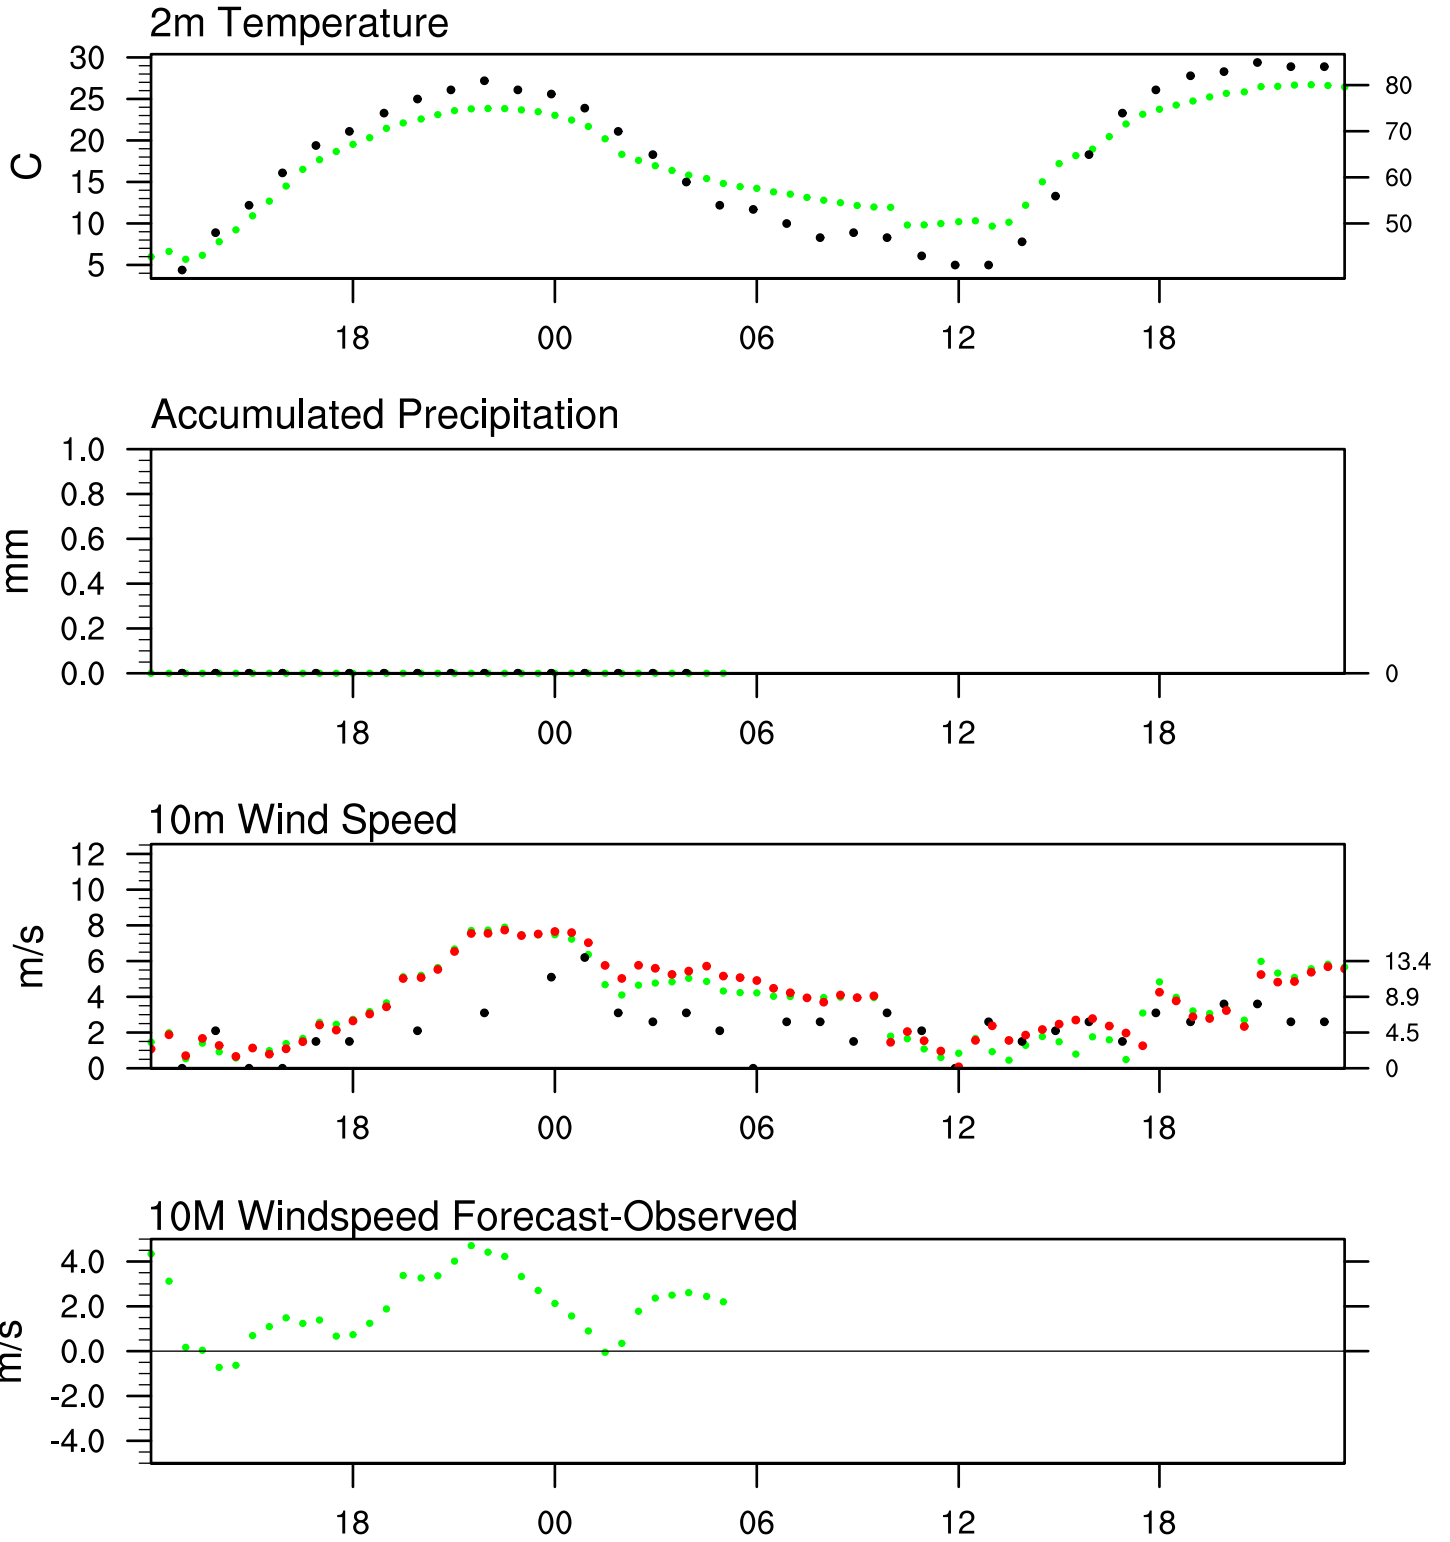 2m Temperature
30
25
20
15
10
5
C
80
70
60
50
18 00 06 12 18
Accumulated Precipitation
1.0
0.8
0.6
0.4
0.2
0.0
mm
0
18 00 06 12 18
10m Wind Speed
12
10
8
6
4
2
0
m/s
13.4
8.9
4.5
0
18 00 06 12 18
10M Windspeed Forecast-Observed
4.0
2.0
0.0
-2.0
-4.0
m/s
18 00 06 12 18